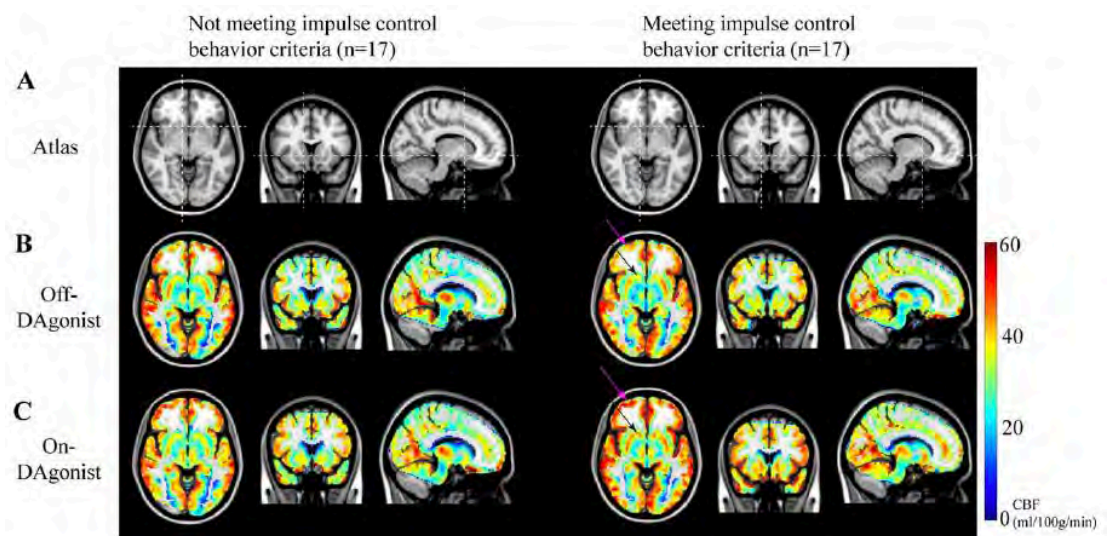 Not meeting impulse control
behavior criteria (n=17)
Meeting impulse control
behavior criteria (n=17)
A
Atlas
B
Off-
DAgonist
C
On-
DAgonist
60
40
20
0 CBF
(ml/100g/min)